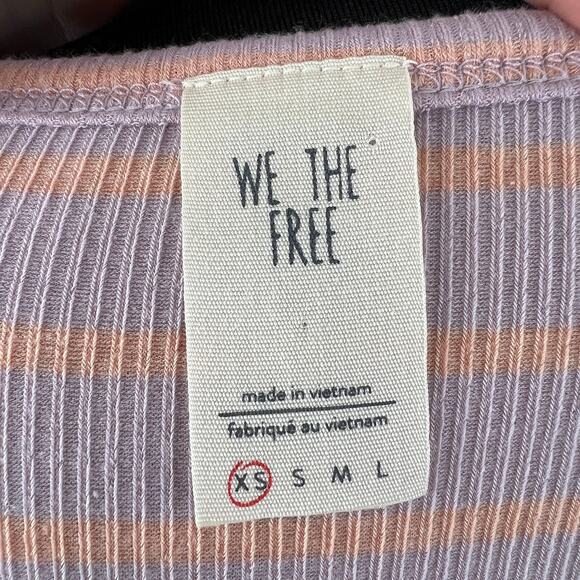 WE THE
FREE
made in vietnam
fabriqué au vietnam
XS S M L